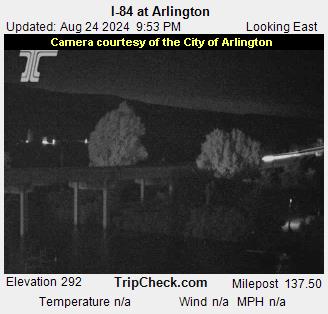 I-84 at Arlington
Updated: Aug 24 2024 9:53 PM Looking East
Camera courtesy of the City of Arlington
Elevation 292 TripCheck.com Milepost 137.50
Temperature n/a Wind n/a MPH n/a